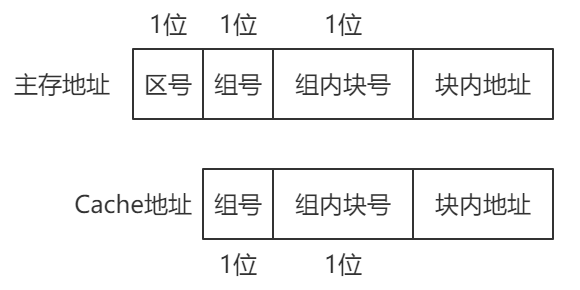 1位 1位 1位
主存地址 区号 组号 组内块号 块内地址
Cache地址 组号 组内块号 块内地址
1位 1位